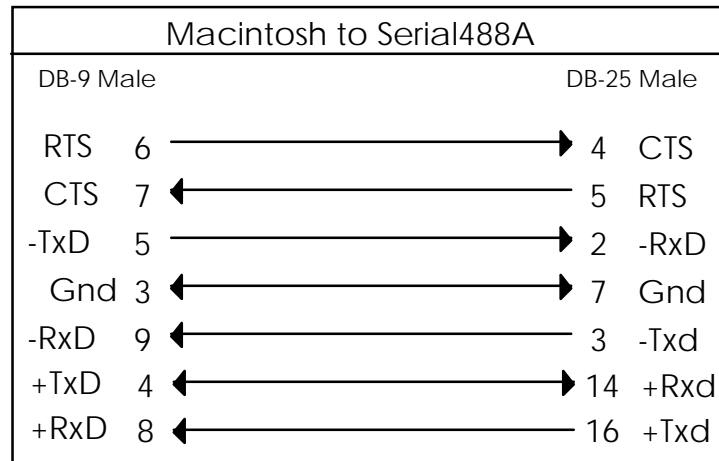 Macintosh to Serial488A
DB-9 Male DB-25 Male
RTS 6 4 CTS
CTS 7 5 RTS
-TxD 5 2 -RxD
Gnd 3 7 Gnd
-RxD 9 3 -Txd
+TxD 4 14 +Rxd
+RxD 8 16 +Txd